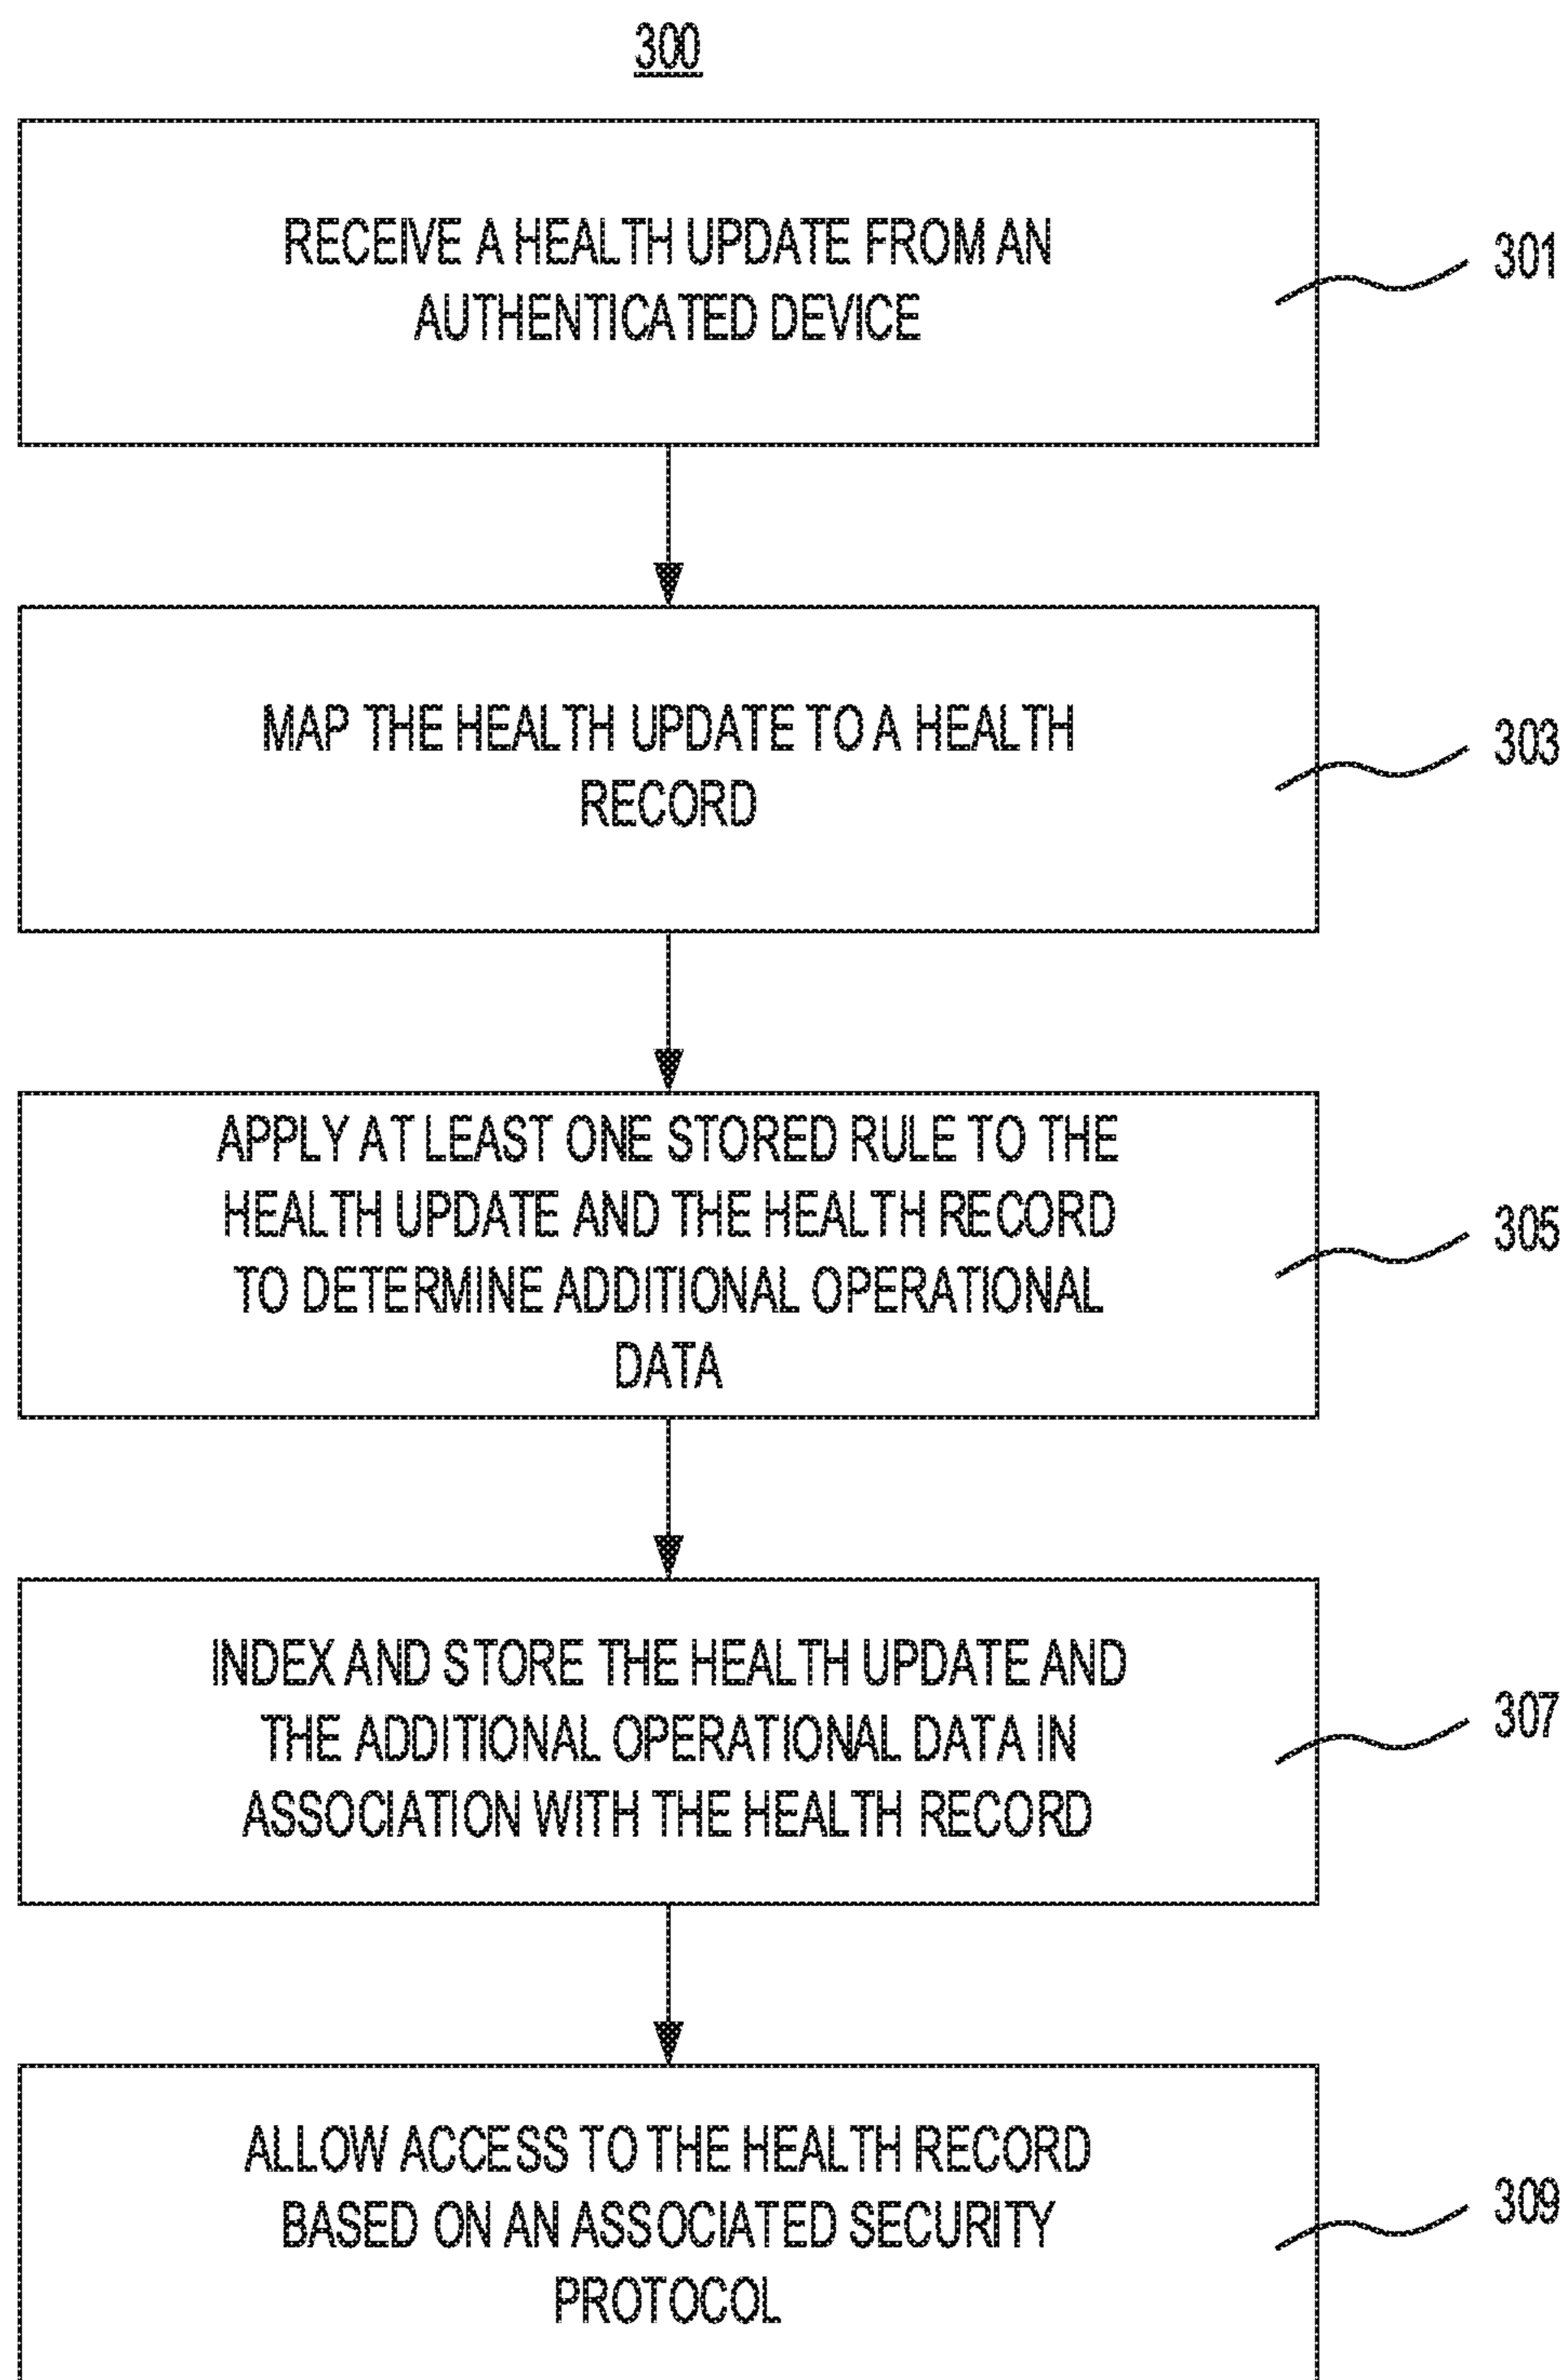 300
RECEIVE A HEALTH UPDATE FROM AN
AUTHENTICATED DEVICE
301
MAP THE HEALTH UPDATE TO A HEALTH
RECORD
303
APPLY AT LEAST ONE STORED RULE TO THE
HEALTH UPDATE AND THE HEALTH RECORD
TO DETERMINE ADDITIONAL OPERATIONAL
DATA
305
INDEX AND STORE THE HEALTH UPDATE AND
THE ADDITIONAL OPERATIONAL DATA IN
ASSOCIATION WITH THE HEALTH RECORD
307
ALLOW ACCESS TO THE HEALTH RECORD
BASED ON AN ASSOCIATED SECURITY
PROTOCOL
309